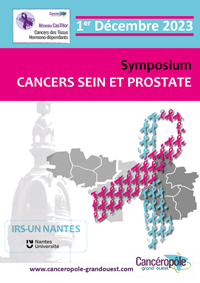 Cancéropôle
Réseau CaSTHor
Cancers des Tissus
Hormono-dépendants
1er Décembre 2023
Symposium
CANCERS SEIN ET PROSTATE
IRS-UN NANTES
Nantes
Université
Cancéropôle
grand ouest
www.canceropole-grandouest.com